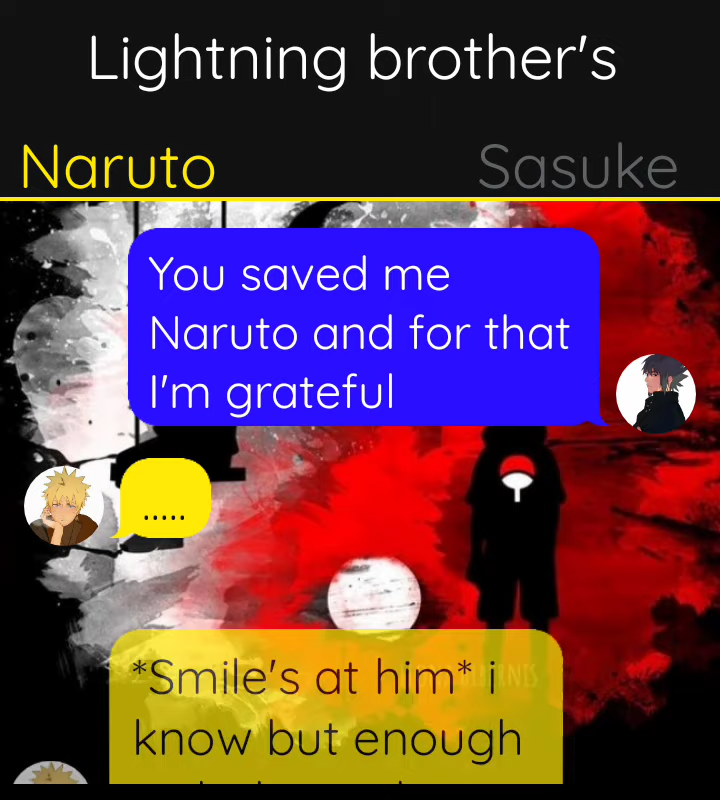 Lightning brother's
Naruto
Sasuke
You saved me
Naruto and for that
I'm grateful
.....
*Smile's at him* i
know but enough